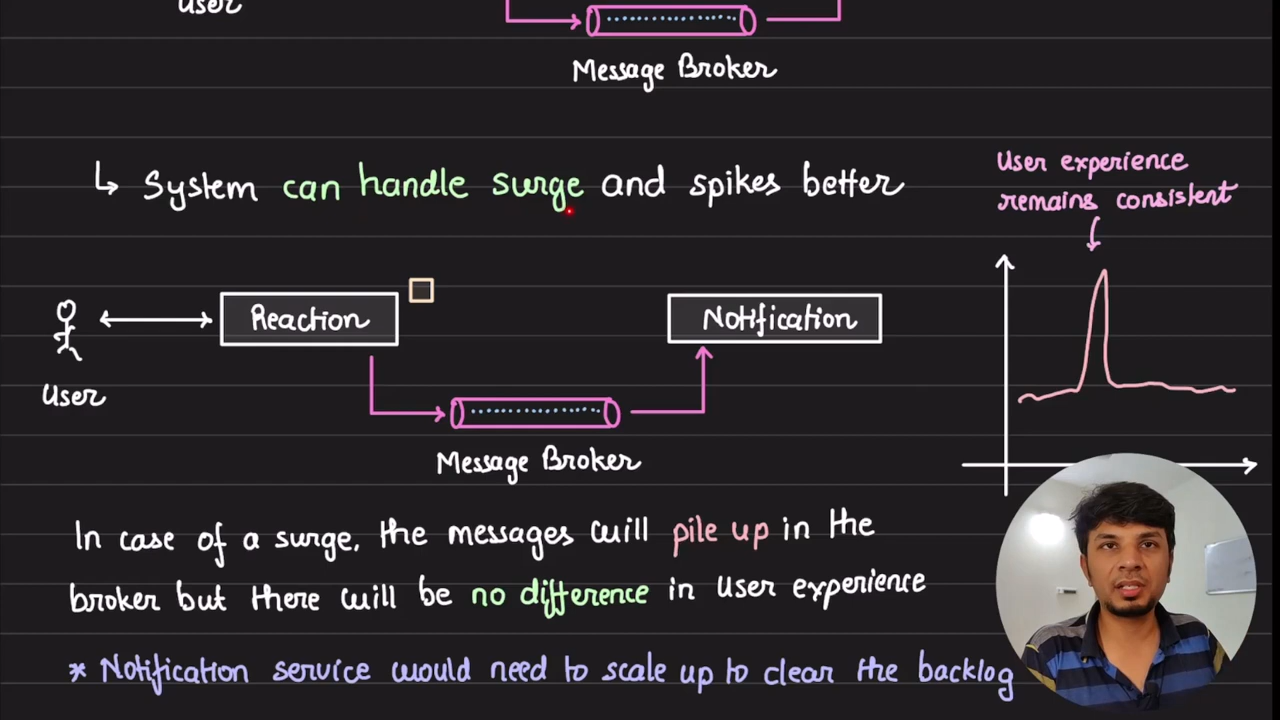 User
Message Broker
↳ System can handle surge and spikes better
User experience
remains consistent
Reaction
Notification
User
Message Broker
In case of a surge, the messages will pile up in the
broker but there will be no difference in user experience
* Notification service would need to scale up to clear the backlog